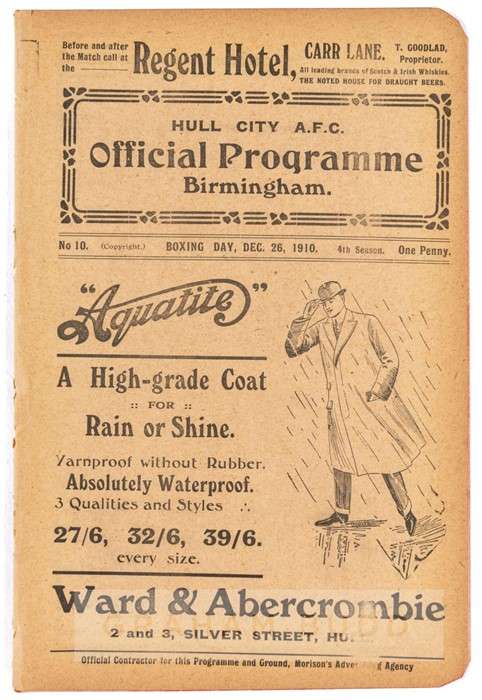 Before and after
the Match call at
the
Regent Hotel,
CARR LANE. T. GOODLAD,
Proprietor.
All leading brands of Scotch & Irish Whiskies.
THE NOTED HOUSE FOR DRAUGHT BEERS.
HULL CITY A.F.C.
Official Programme
Birmingham.
No 10. (Copyright.) BOXING DAY, DEC. 26, 1910. 4th Season. One Penny.
"Aquatite"
A High-grade Coat
:: FOR ::
Rain or Shine.
Yarnproof without Rubber.
Absolutely Waterproof.
3 Qualities and Styles
27/6, 32/6, 39/6.
every size.
Ward & Abercrombie
2 and 3, SILVER STREET,
Official Contractor for this Programme and Ground, Morison's Agency